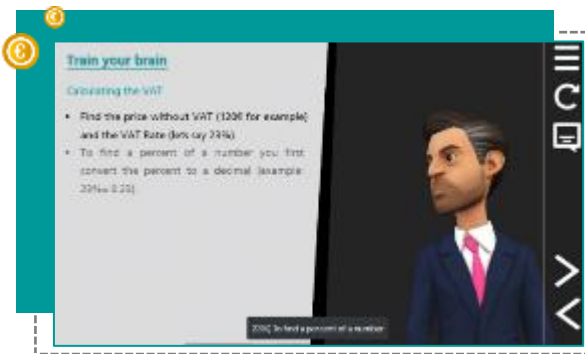 Train your brain
Calculating the VAT
• Find the price without VAT (120€ for example)
and the VAT Rate (lets say 23%)
• To find a percent of a number you first
convert the percent to a decimal (example:
23%= 0.23)
23%) To find a percent of a number